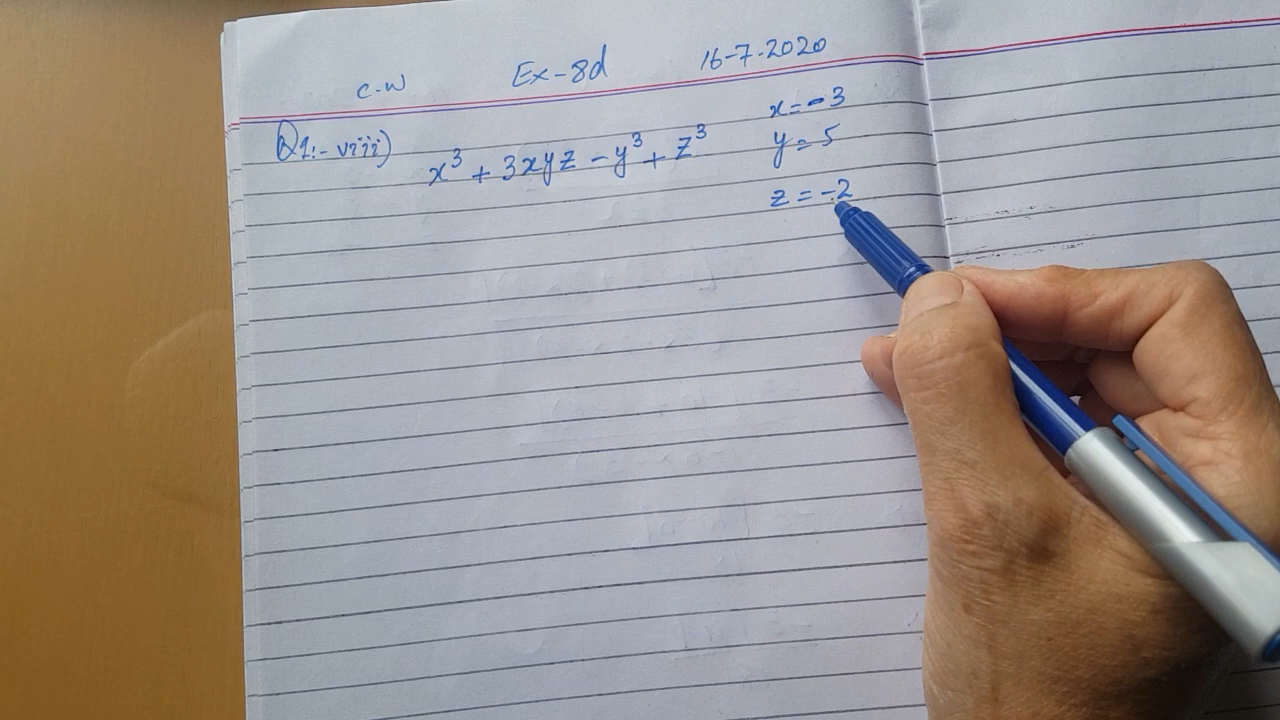 C.W Ex-8d 16-7-2020
Q1:- viii) x³ + 3xyz - y³ + z³
x = -3
y = 5
z = -2